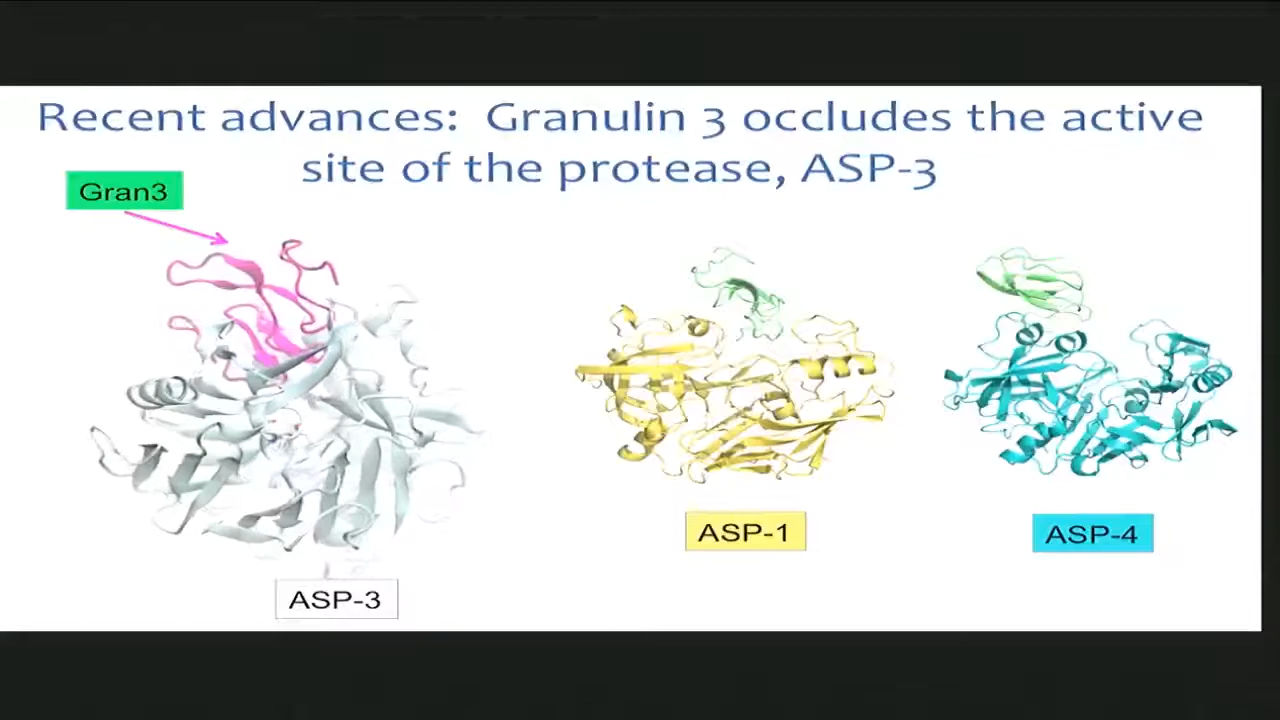 Recent advances:  Granulin 3 occludes the active
site of the protease, ASP-3
Gran3
ASP-1
ASP-4
ASP-3